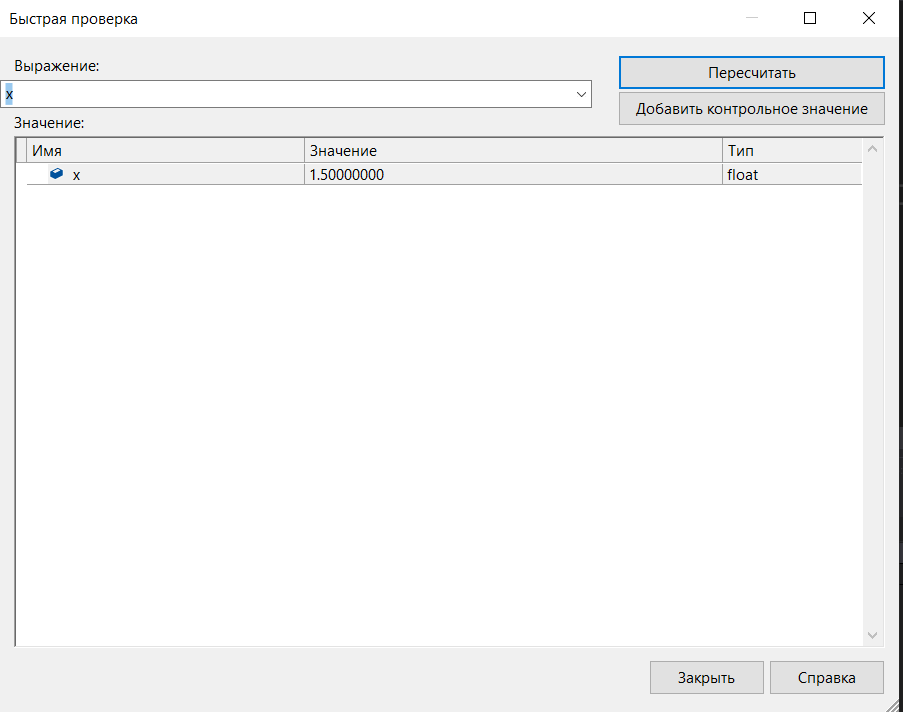 Быстрая проверка
Выражение:
Пересчитать
x
Добавить контрольное значение
Значение:
Имя Значение Тип
x 1.50000000 float
Закрыть Справка